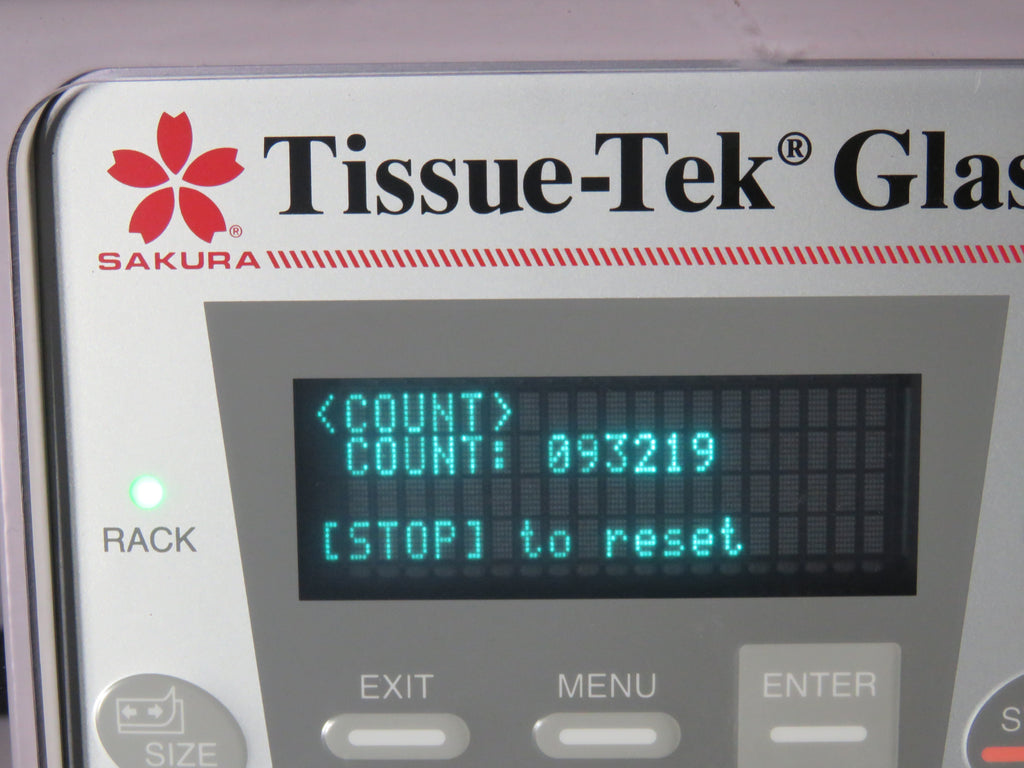 Tissue-Tek® Glas
®
SAKURA
<COUNT>
COUNT: 093219
[STOP] to reset
RACK
EXIT MENU ENTER
SIZE
S